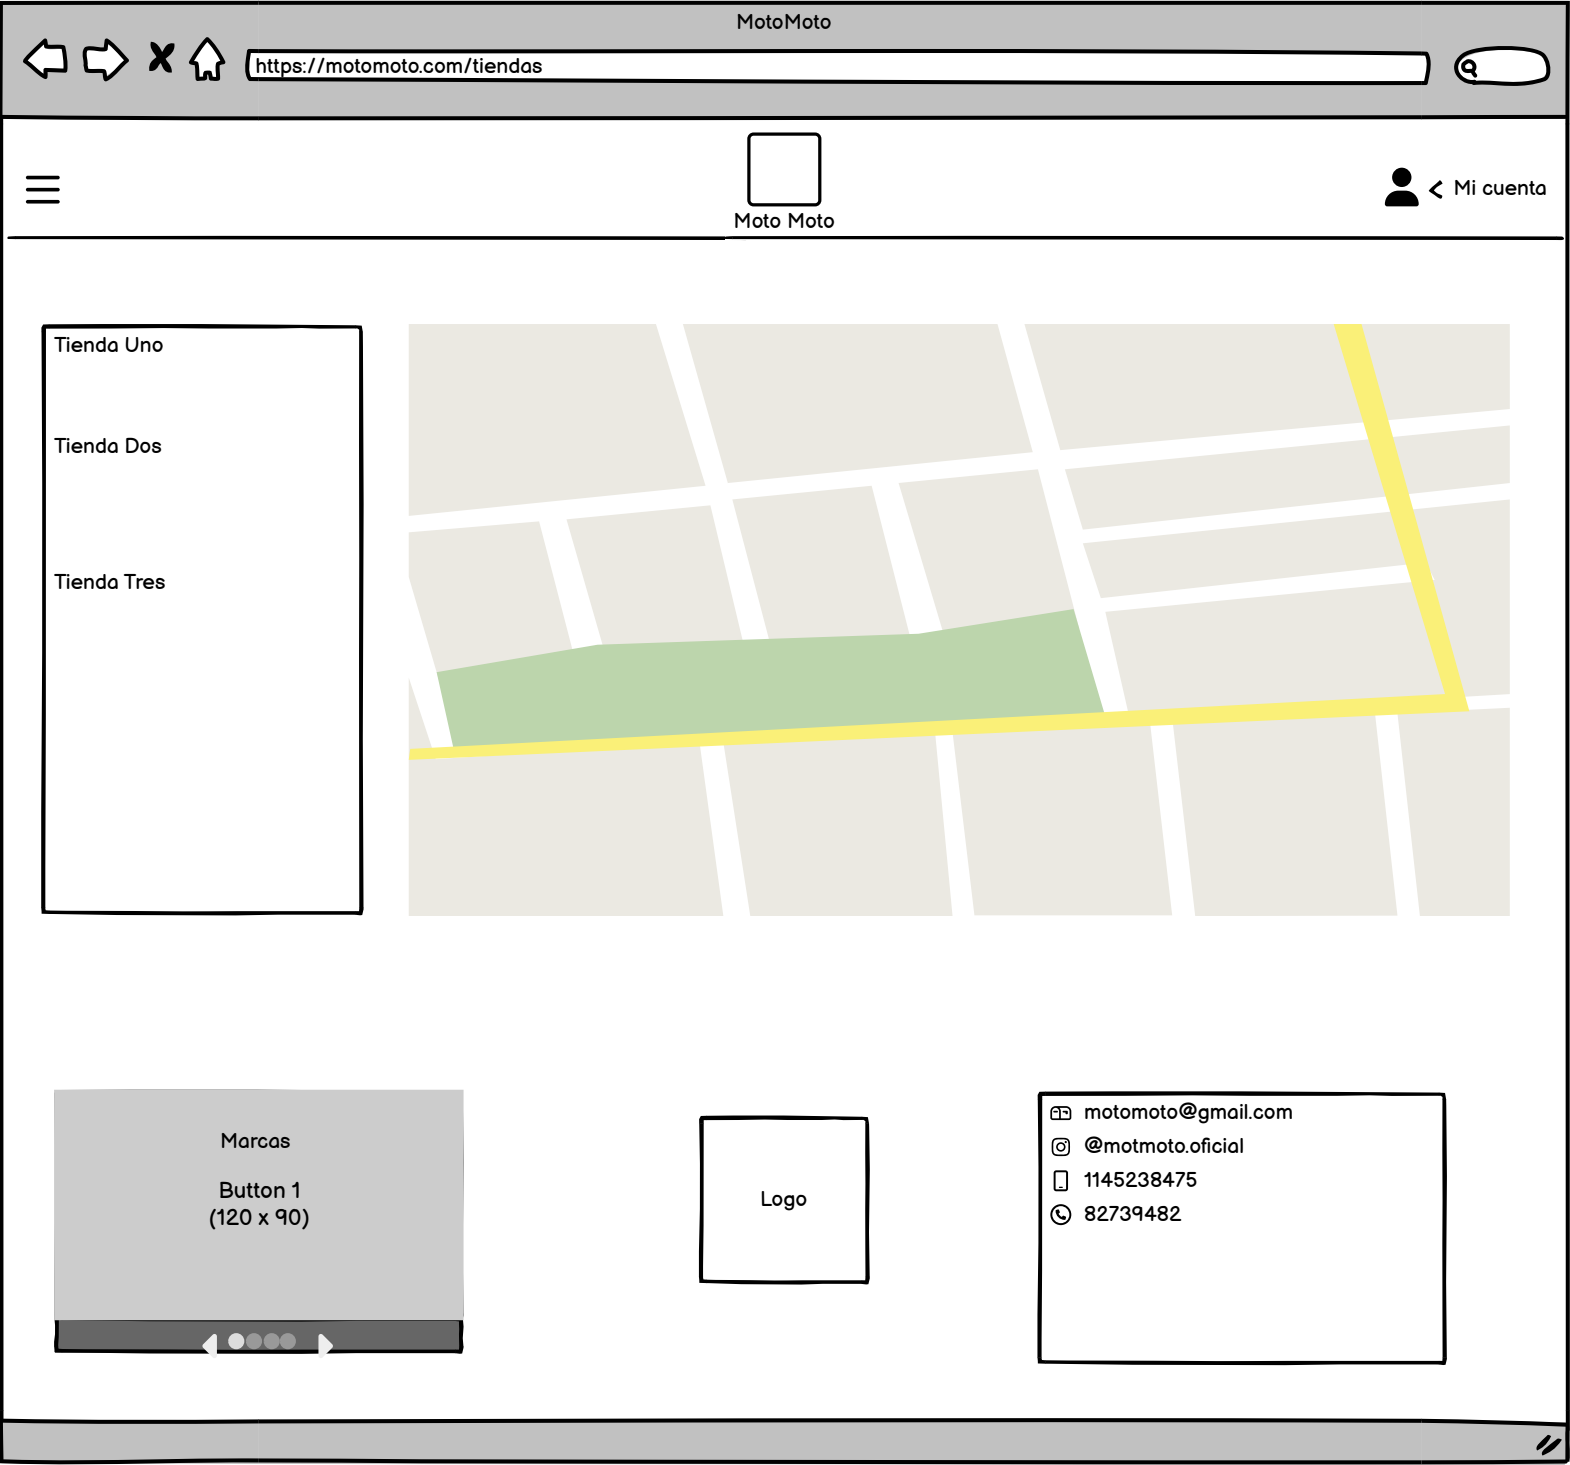 MotoMoto
https://motomoto.com/tiendas
Moto Moto
Mi cuenta
Tienda Uno
Tienda Dos
Tienda Tres
Marcas
Button 1
(120 x 90)
Logo
motomoto@gmail.com
@motmoto.oficial
1145238475
82739482